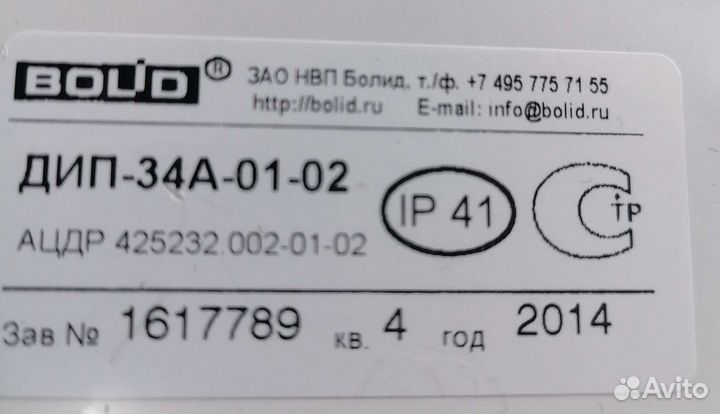 BOLID ® ЗАО НВП Болид, т./ф. +7 495 775 71 55
http://bolid.ru E-mail: info@bolid.ru
ДИП-34А-01-02
IP 41
ТР
АЦДР 425232.002-01-02
Зав. № 1617789 кв. 4 год 2014
Avito